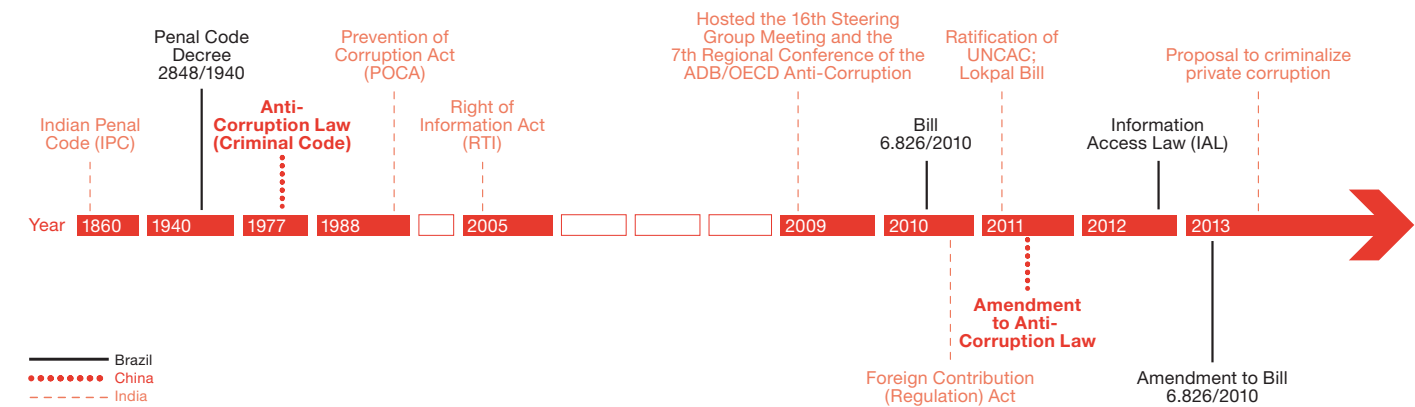 Hosted the 16th Steering
Group Meeting and the
7th Regional Conference of the
ADB/OECD Anti-Corruption
Penal Code
Decree
2848/1940
Prevention of
Corruption Act
(POCA)
Ratification of
UNCAC;
Lokpal Bill
Proposal to criminalize
private corruption
Indian Penal
Code (IPC)
Anti-
Corruption Law
(Criminal Code)
Right of
Information Act
(RTI)
Bill
6.826/2010
Information
Access Law (IAL)
Year 1860 1940 1977 1988 2005 2009 2010 2011 2012 2013
Amendment
to Anti-
Corruption Law
Foreign Contribution
(Regulation) Act
Amendment to Bill
6.826/2010
Brazil
China
India